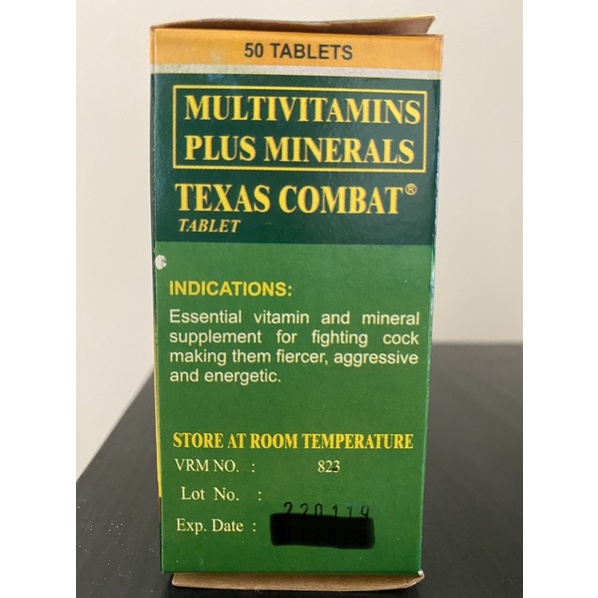 50 TABLETS
MULTIVITAMINS
PLUS MINERALS
TEXAS COMBAT®
TABLET
INDICATIONS:
Essential vitamin and mineral
supplement for fighting cock
making them fiercer, aggressive
and energetic.
STORE AT ROOM TEMPERATURE
VRM NO. : 823
Lot No. : 220119
Exp. Date :